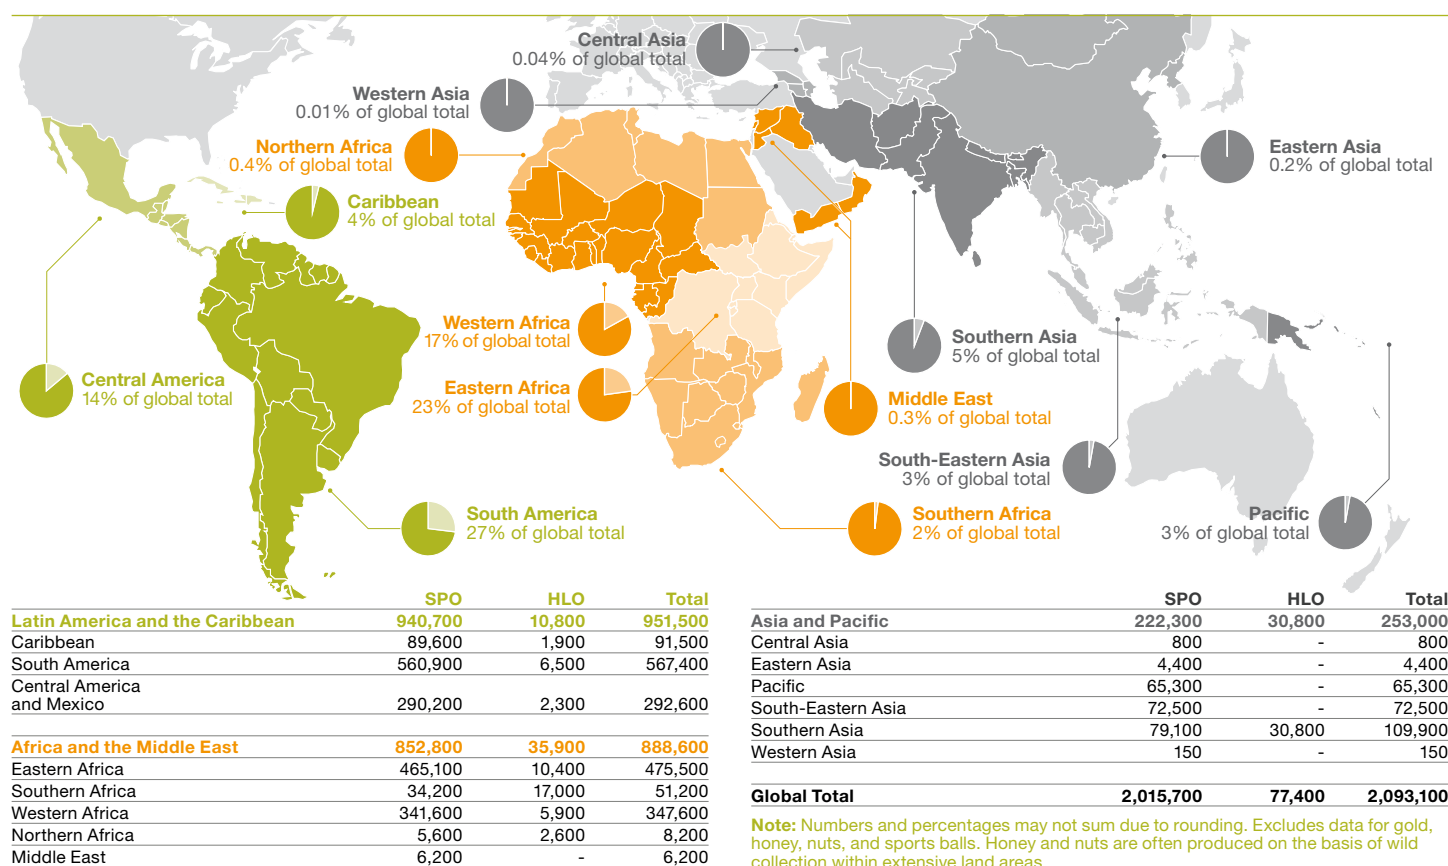 Central Asia
0.04% of global total
Western Asia
0.01% of global total
Northern Africa
0.4% of global total
Eastern Asia
0.2% of global total
Caribbean
4% of global total
Western Africa
17% of global total
Southern Asia
5% of global total
Central America
14% of global total
Eastern Africa
23% of global total
Middle East
0.3% of global total
South-Eastern Asia
3% of global total
South America
27% of global total
Southern Africa
2% of global total
Pacific
3% of global total
SPO HLO Total
Latin America and the Caribbean 940,700 10,800 951,500
Caribbean 89,600 1,900 91,500
South America 560,900 6,500 567,400
Central America
and Mexico 290,200 2,300 292,600
Africa and the Middle East 852,800 35,900 888,600
Eastern Africa 465,100 10,400 475,500
Southern Africa 34,200 17,000 51,200
Western Africa 341,600 5,900 347,600
Northern Africa 5,600 2,600 8,200
Middle East 6,200 - 6,200
SPO HLO Total
Asia and Pacific 222,300 30,800 253,000
Central Asia 800 - 800
Eastern Asia 4,400 - 4,400
Pacific 65,300 - 65,300
South-Eastern Asia 72,500 - 72,500
Southern Asia 79,100 30,800 109,900
Western Asia 150 - 150
Global Total 2,015,700 77,400 2,093,100
Note: Numbers and percentages may not sum due to rounding. Excludes data for gold,
honey, nuts, and sports balls. Honey and nuts are often produced on the basis of wild
collection within extensive land areas.